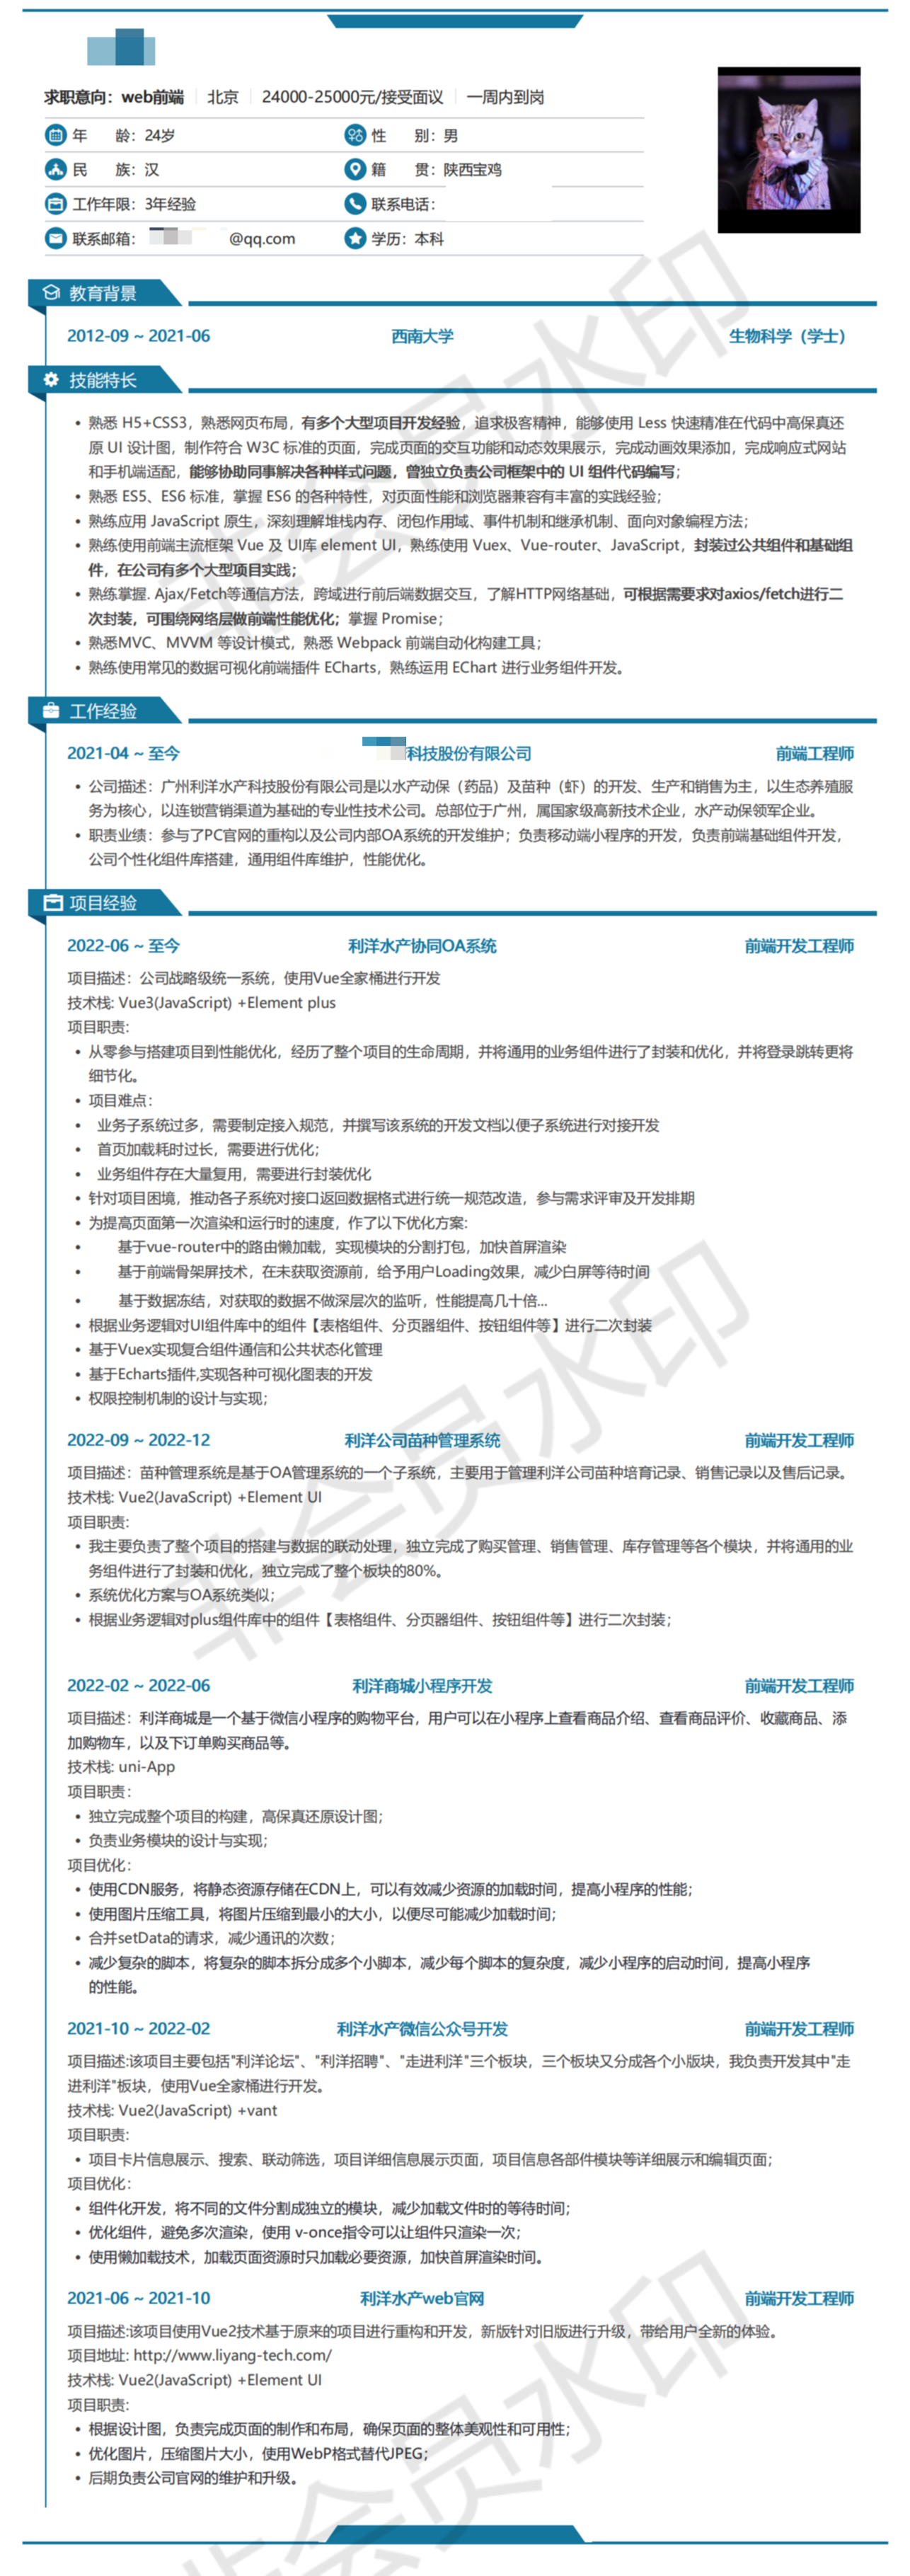 求职意向：web前端 北京 24000-25000元/接受面议 一周内到岗
年 龄：24岁 性 别：男
民 族：汉 籍 贯：陕西宝鸡
工作年限：3年经验 联系电话：
联系邮箱： @qq.com 学历：本科
教育背景
2012-09 ~ 2021-06 西南大学 生物科学（学士）
技能特长
• 熟悉 H5+CSS3，熟悉网页布局，有多个大型项目开发经验，追求极客精神，能够使用 Less 快速精准在代码中高保真还
原 UI 设计图，制作符合 W3C 标准的页面，完成页面的交互功能和动态效果展示，完成动画效果添加，完成响应式网站
和手机端适配，能够协助同事解决各种样式问题，曾独立负责公司框架中的 UI 组件代码编写；
• 熟悉 ES5、ES6 标准，掌握 ES6 的各种特性，对页面性能和浏览器兼容有丰富的实践经验；
• 熟练应用 JavaScript 原生，深刻理解堆栈内存、闭包作用域、事件机制和继承机制、面向对象编程方法；
• 熟练使用前端主流框架 Vue 及 UI库 element UI，熟练使用 Vuex、Vue-router、JavaScript，封装过公共组件和基础组
件，在公司有多个大型项目实践；
• 熟练掌握. Ajax/Fetch等通信方法，跨域进行前后端数据交互，了解HTTP网络基础，可根据需要求对axios/fetch进行二
次封装，可围绕网络层做前端性能优化；掌握 Promise；
• 熟悉MVC、MVVM 等设计模式，熟悉 Webpack 前端自动化构建工具；
• 熟练使用常见的数据可视化前端插件 ECharts，熟练运用 EChart 进行业务组件开发。
工作经验
2021-04 ~ 至今 科技股份有限公司 前端工程师
• 公司描述：广州利洋水产科技股份有限公司是以水产动保（药品）及苗种（虾）的开发、生产和销售为主，以生态养殖服
务为核心，以连锁营销渠道为基础的专业性技术公司。总部位于广州，属国家级高新技术企业，水产动保领军企业。
• 职责业绩：参与了PC官网的重构以及公司内部OA系统的开发维护；负责移动端小程序的开发，负责前端基础组件开发，
公司个性化组件库搭建，通用组件库维护，性能优化。
项目经验
2022-06 ~ 至今 利洋水产协同OA系统 前端开发工程师
项目描述：公司战略级统一系统，使用Vue全家桶进行开发
技术栈: Vue3(JavaScript) +Element plus
项目职责:
• 从零参与搭建项目到性能优化，经历了整个项目的生命周期，并将通用的业务组件进行了封装和优化，并将登录跳转更将
细节化。
• 项目难点：
• 业务子系统过多，需要制定接入规范，并撰写该系统的开发文档以便子系统进行对接开发
• 首页加载耗时过长，需要进行优化；
• 业务组件存在大量复用，需要进行封装优化
• 针对项目困境，推动各子系统对接口返回数据格式进行统一规范改造，参与需求评审及开发排期
• 为提高页面第一次渲染和运行时的速度，作了以下优化方案:
• 基于vue-router中的路由懒加载，实现模块的分割打包，加快首屏渲染
• 基于前端骨架屏技术，在未获取资源前，给予用户Loading效果，减少白屏等待时间
• 基于数据冻结，对获取的数据不做深层次的监听，性能提高几十倍...
• 根据业务逻辑对UI组件库中的组件【表格组件、分页器组件、按钮组件等】进行二次封装
• 基于Vuex实现复合组件通信和公共状态化管理
• 基于Echarts插件,实现各种可视化图表的开发
• 权限控制机制的设计与实现；
2022-09 ~ 2022-12 利洋公司苗种管理系统 前端开发工程师
项目描述：苗种管理系统是基于OA管理系统的一个子系统，主要用于管理利洋公司苗种培育记录、销售记录以及售后记录。
技术栈: Vue2(JavaScript) +Element UI
项目职责:
• 我主要负责了整个项目的搭建与数据的联动处理，独立完成了购买管理、销售管理、库存管理等各个模块，并将通用的业
务组件进行了封装和优化，独立完成了整个板块的80%。
• 系统优化方案与OA系统类似；
• 根据业务逻辑对plus组件库中的组件【表格组件、分页器组件、按钮组件等】进行二次封装；
2022-02 ~ 2022-06 利洋商城小程序开发 前端开发工程师
项目描述：利洋商城是一个基于微信小程序的购物平台，用户可以在小程序上查看商品介绍、查看商品评价、收藏商品、添
加购物车，以及下订单购买商品等。
技术栈: uni-App
项目职责：
• 独立完成整个项目的构建，高保真还原设计图；
• 负责业务模块的设计与实现；
项目优化：
• 使用CDN服务，将静态资源存储在CDN上，可以有效减少资源的加载时间，提高小程序的性能；
• 使用图片压缩工具，将图片压缩到最小的大小，以便尽可能减少加载时间；
• 合并setData的请求，减少通讯的次数；
• 减少复杂的脚本，将复杂的脚本拆分成多个小脚本，减少每个脚本的复杂度，减少小程序的启动时间，提高小程序
的性能。
2021-10 ~ 2022-02 利洋水产微信公众号开发 前端开发工程师
项目描述:该项目主要包括"利洋论坛"、"利洋招聘"、"走进利洋"三个板块，三个板块又分成各个小版块，我负责开发其中"走
进利洋"板块，使用Vue全家桶进行开发。
技术栈: Vue2(JavaScript) +vant
项目职责:
• 项目卡片信息展示、搜索、联动筛选，项目详细信息展示页面，项目信息各部件模块等详细展示和编辑页面；
项目优化：
• 组件化开发，将不同的文件分割成独立的模块，减少加载文件时的等待时间；
• 优化组件，避免多次渲染，使用 v-once指令可以让组件只渲染一次；
• 使用懒加载技术，加载页面资源时只加载必要资源，加快首屏渲染时间。
2021-06 ~ 2021-10 利洋水产web官网 前端开发工程师
项目描述:该项目使用Vue2技术基于原来的项目进行重构和开发，新版针对旧版进行升级，带给用户全新的体验。
项目地址: http://www.liyang-tech.com/
技术栈: Vue2(JavaScript) +Element UI
项目职责:
• 根据设计图，负责完成页面的制作和布局，确保页面的整体美观性和可用性；
• 优化图片，压缩图片大小，使用WebP格式替代JPEG；
• 后期负责公司官网的维护和升级。
非会员水印
非会员水印
非会员水印